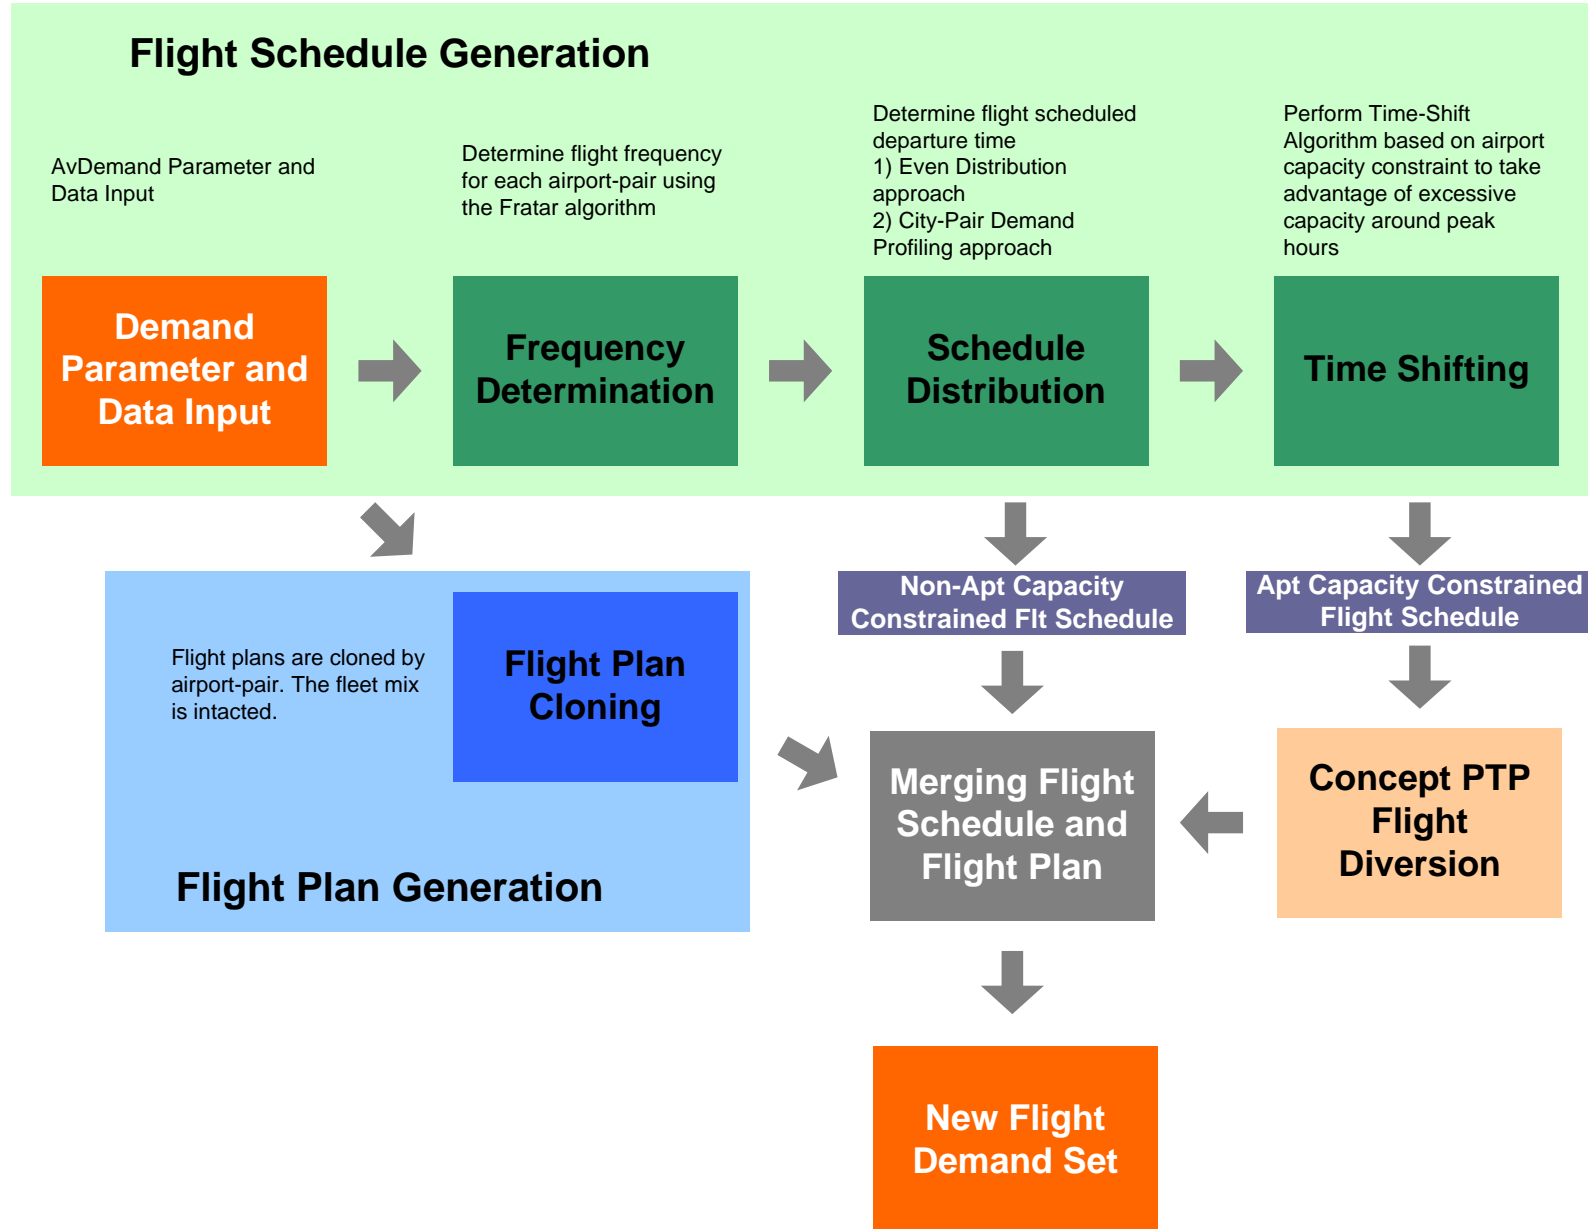 Flight Schedule Generation
AvDemand Parameter and
Data Input
Determine flight frequency
for each airport-pair using
the Fratar algorithm
Determine flight scheduled
departure time
1) Even Distribution
approach
2) City-Pair Demand
Profiling approach
Perform Time-Shift
Algorithm based on airport
capacity constraint to take
advantage of excessive
capacity around peak
hours
Demand
Parameter and
Data Input
Frequency
Determination
Schedule
Distribution
Time Shifting
Non-Apt Capacity
Constrained Flt Schedule
Apt Capacity Constrained
Flight Schedule
Flight plans are cloned by
airport-pair. The fleet mix
is intacted.
Flight Plan
Cloning
Flight Plan Generation
Merging Flight
Schedule and
Flight Plan
Concept PTP
Flight
Diversion
New Flight
Demand Set